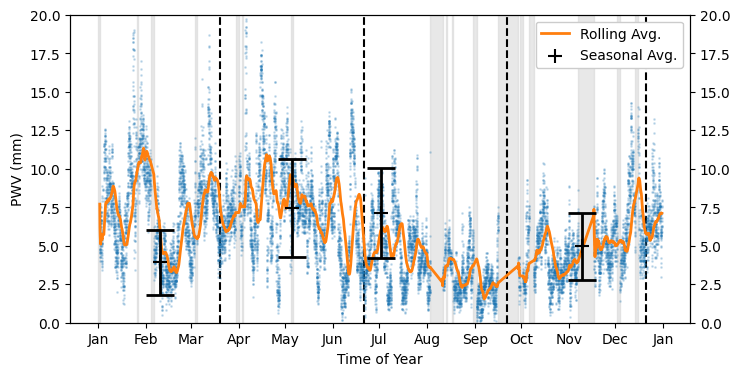 20.0 20.0
Rolling Avg.
17.5 Seasonal Avg. 17.5
15.0 15.0
12.5 12.5
10.0 10.0
PWV (mm)
7.5 7.5
5.0 5.0
2.5 2.5
0.0 0.0
Jan Feb Mar Apr May Jun Jul Aug Sep Oct Nov Dec Jan
Time of Year